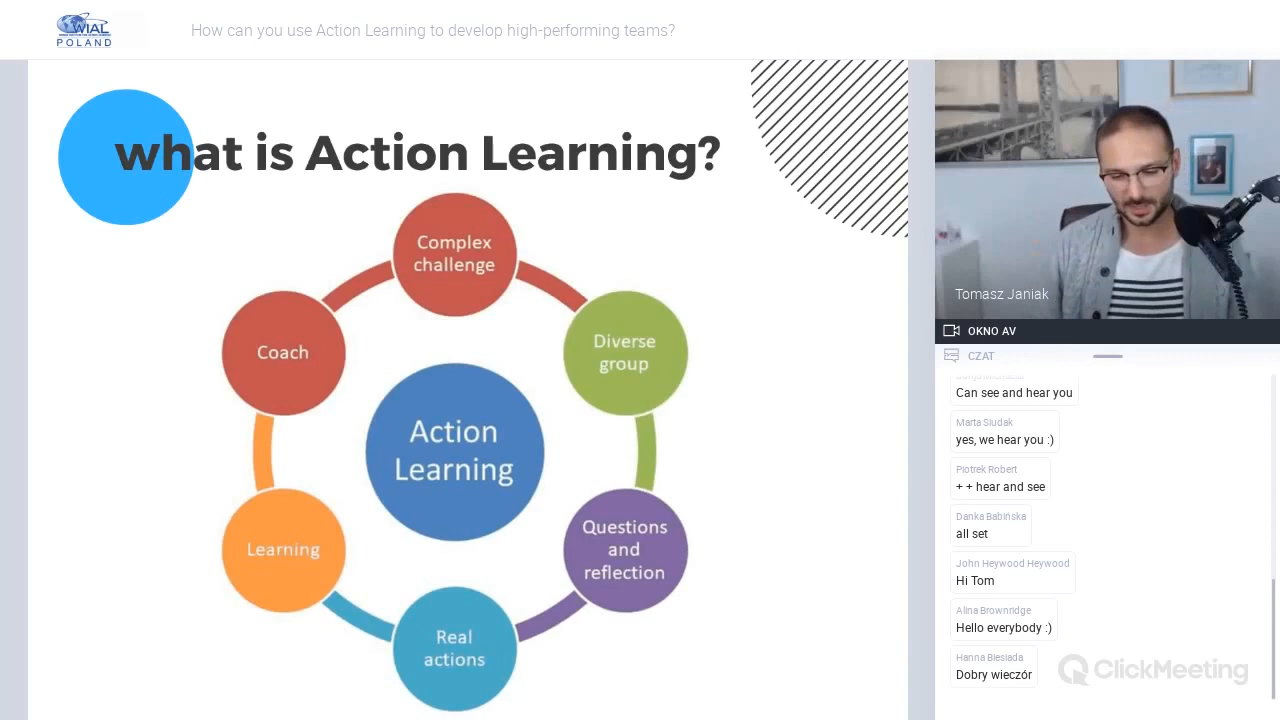 WIAL
POLAND
How can you use Action Learning to develop high-performing teams?
what is Action Learning?
Complex
challenge
Diverse
group
Questions
and
reflection
Real
actions
Learning
Coach
Action
Learning
Tomasz Janiak
OKNO AV
CZAT
Can see and hear you
Marta Siudak
yes, we hear you :)
Piotrek Robert
+ + hear and see
Danka Babińska
all set
John Heywood Heywood
Hi Tom
Alina Brownridge
Hello everybody :)
Hanna Biesiada
Dobry wieczór
ClickMeeting